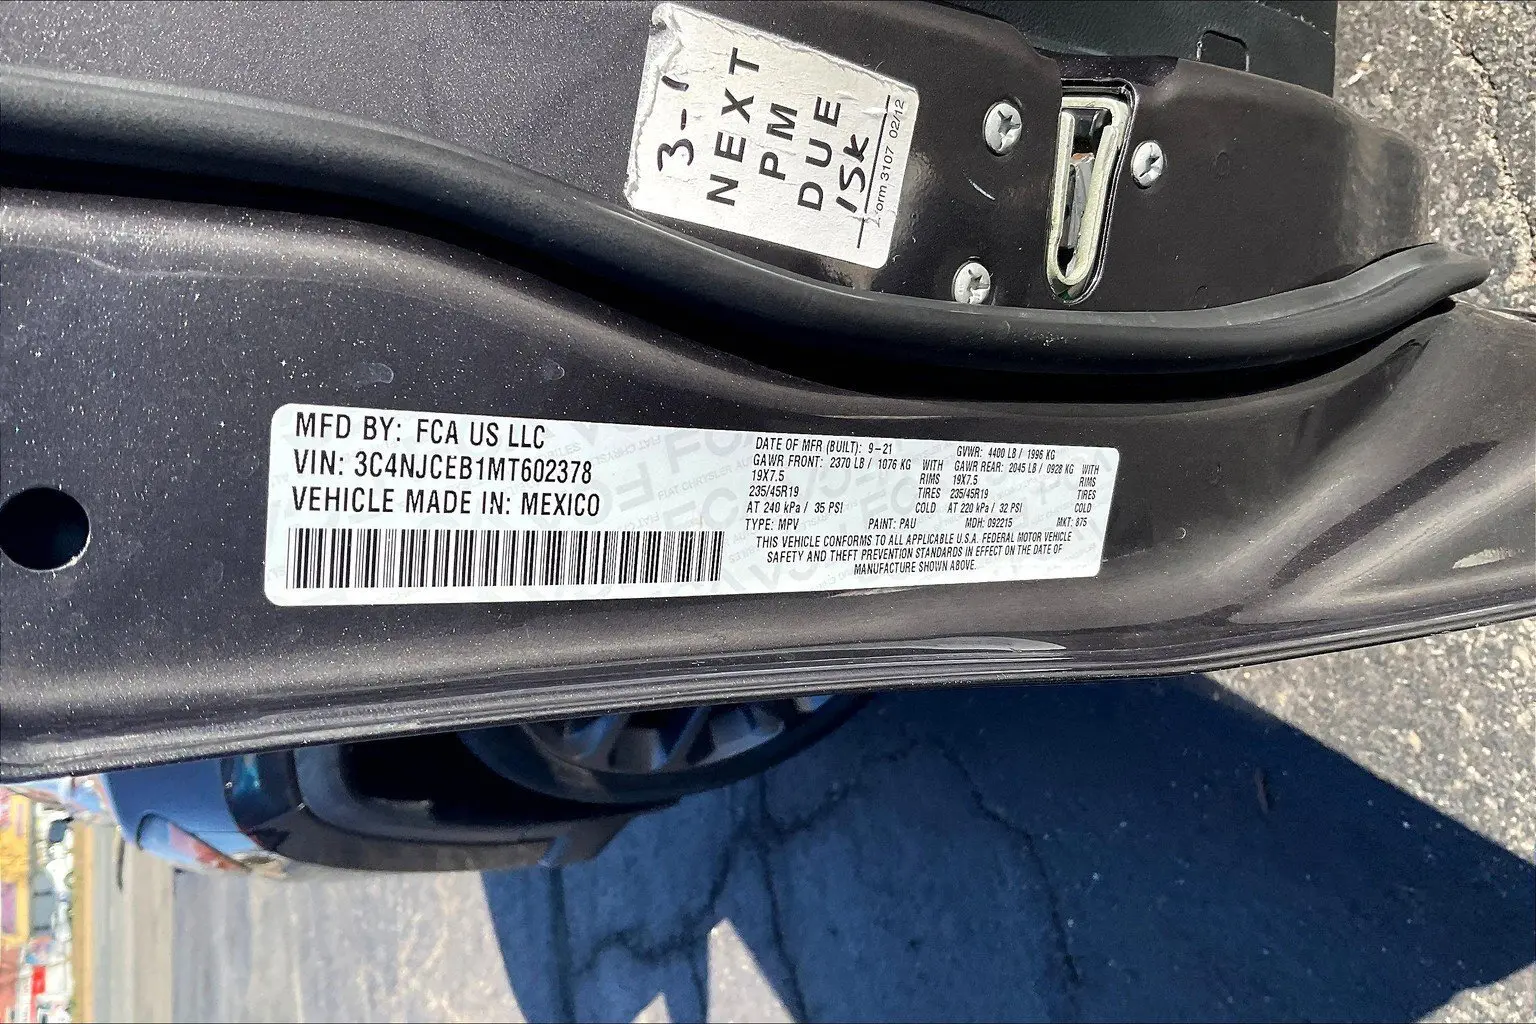 3-1
NEXT
PM
DUE
15K
Form 3107 02/12
MFD BY: FCA US LLC
VIN: 3C4NJCEB1MT602378
VEHICLE MADE IN: MEXICO
DATE OF MFR (BUILT): 9-21 GVWR: 4400 LB / 1996 KG
GAWR FRONT: 2370 LB / 1076 KG WITH GAWR REAR: 2045 LB / 0928 KG WITH
19X7.5 RIMS 19X7.5 RIMS
235/45R19 TIRES 235/45R19 TIRES
AT 240 kPa / 35 PSI COLD AT 220 kPa / 32 PSI COLD
TYPE: MPV PAINT: PAU MDH: 092215 MKT: 875
THIS VEHICLE CONFORMS TO ALL APPLICABLE U.S.A. FEDERAL MOTOR VEHICLE
SAFETY AND THEFT PREVENTION STANDARDS IN EFFECT ON THE DATE OF
MANUFACTURE SHOWN ABOVE.